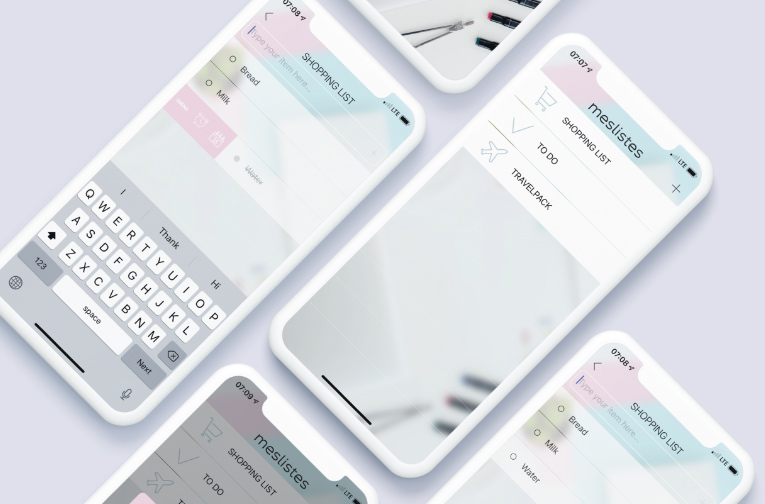 07:08
LTE
SHOPPING LIST
Type your item here...
Bread
Milk
Water
I
Thank
Hi
Q W E R T Y U I O P
A S D F G H J K L
Z X C V B N M
123
space
Next
07:07
LTE
meslistes
SHOPPING LIST
TO DO
TRAVELPACK
07:09
LTE
meslistes
SHOPPING LIST
TO DO
07:08
LTE
SHOPPING LIST
Type your item here...
Bread
Milk
Water